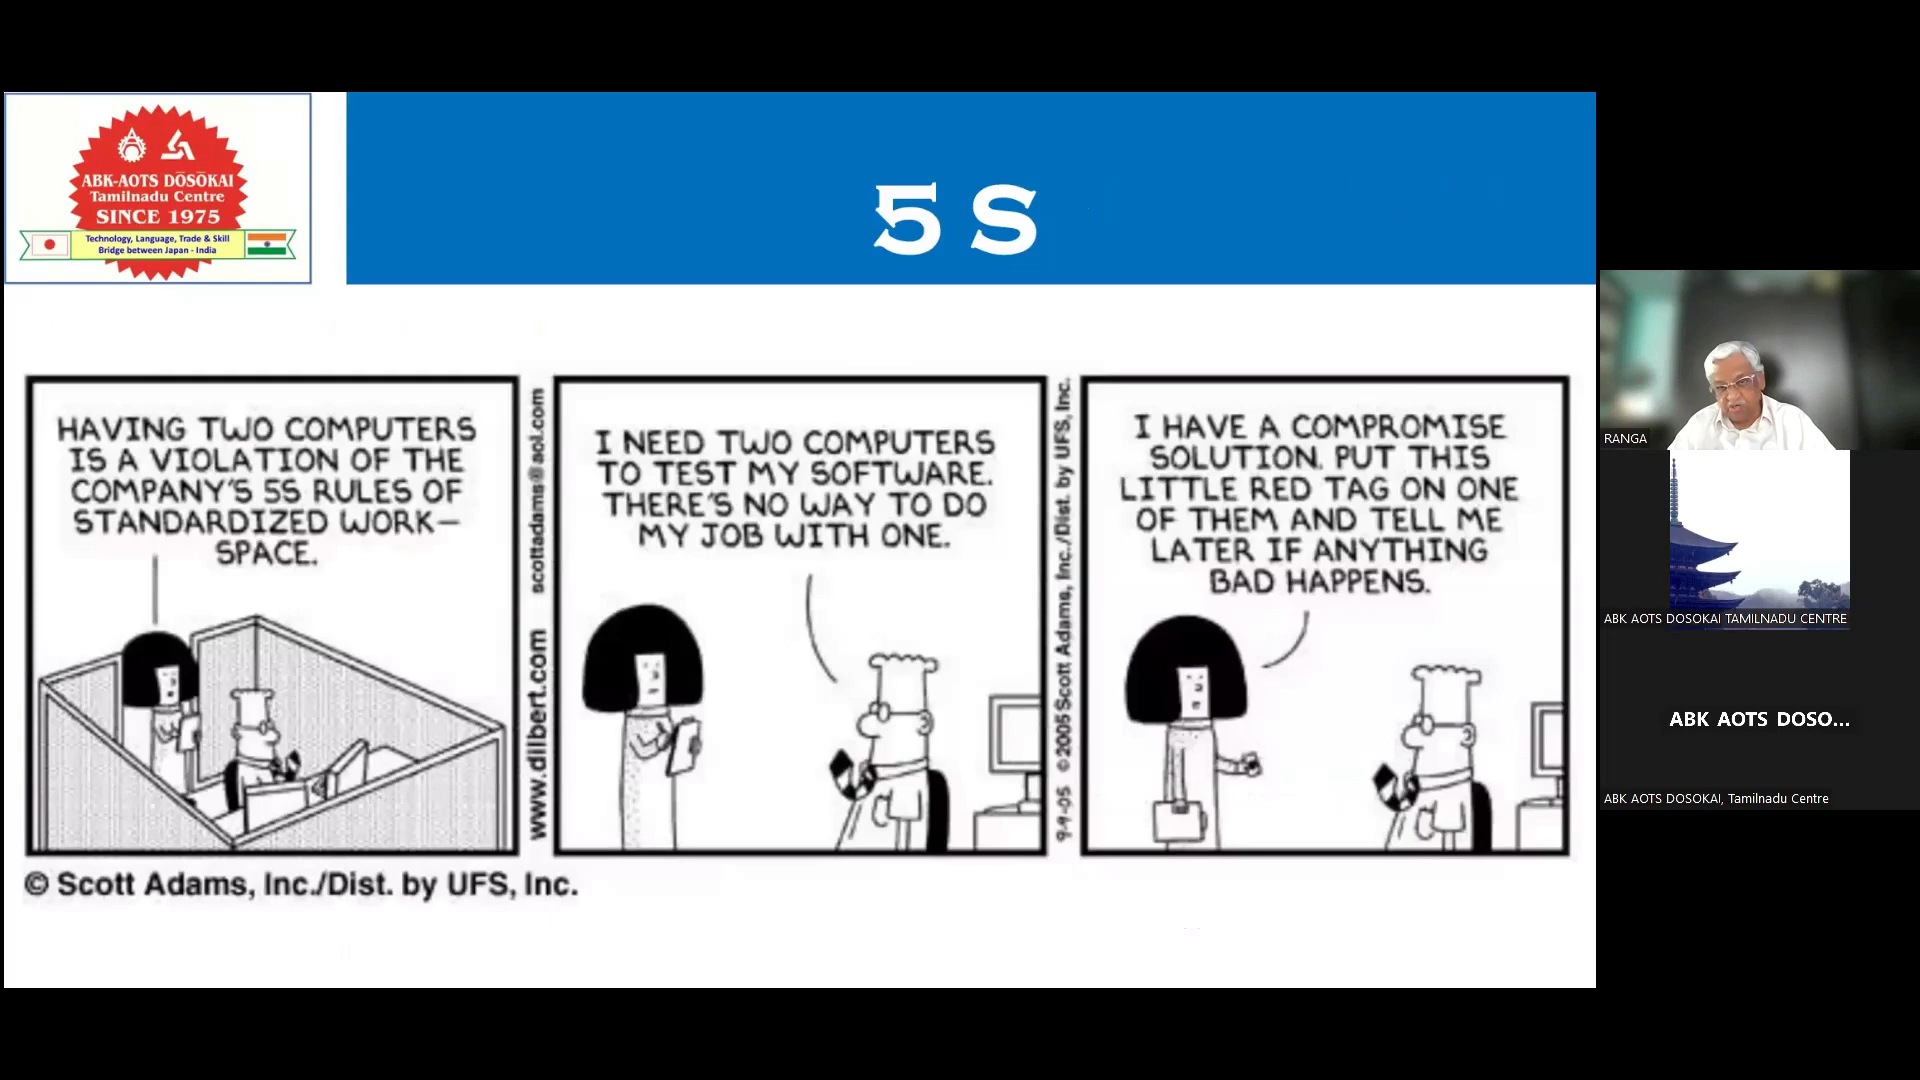 ABK-AOTS DŌSŌKAI
Tamilnadu Centre
SINCE 1975
Technology, Language, Trade & Skill
Bridge between Japan - India
5 S
HAVING TWO COMPUTERS
IS A VIOLATION OF THE
COMPANY'S 5S RULES OF
STANDARDIZED WORK–
SPACE.
www.dilbert.com scottadams@aol.com
I NEED TWO COMPUTERS
TO TEST MY SOFTWARE.
THERE'S NO WAY TO DO
MY JOB WITH ONE.
9-9-05 ©2005 Scott Adams, Inc./Dist. by UFS, Inc.
I HAVE A COMPROMISE
SOLUTION. PUT THIS
LITTLE RED TAG ON ONE
OF THEM AND TELL ME
LATER IF ANYTHING
BAD HAPPENS.
© Scott Adams, Inc./Dist. by UFS, Inc.
RANGA
ABK AOTS DOSOKAI TAMILNADU CENTRE
ABK AOTS DOSO...
ABK AOTS DOSOKAI, Tamilnadu Centre